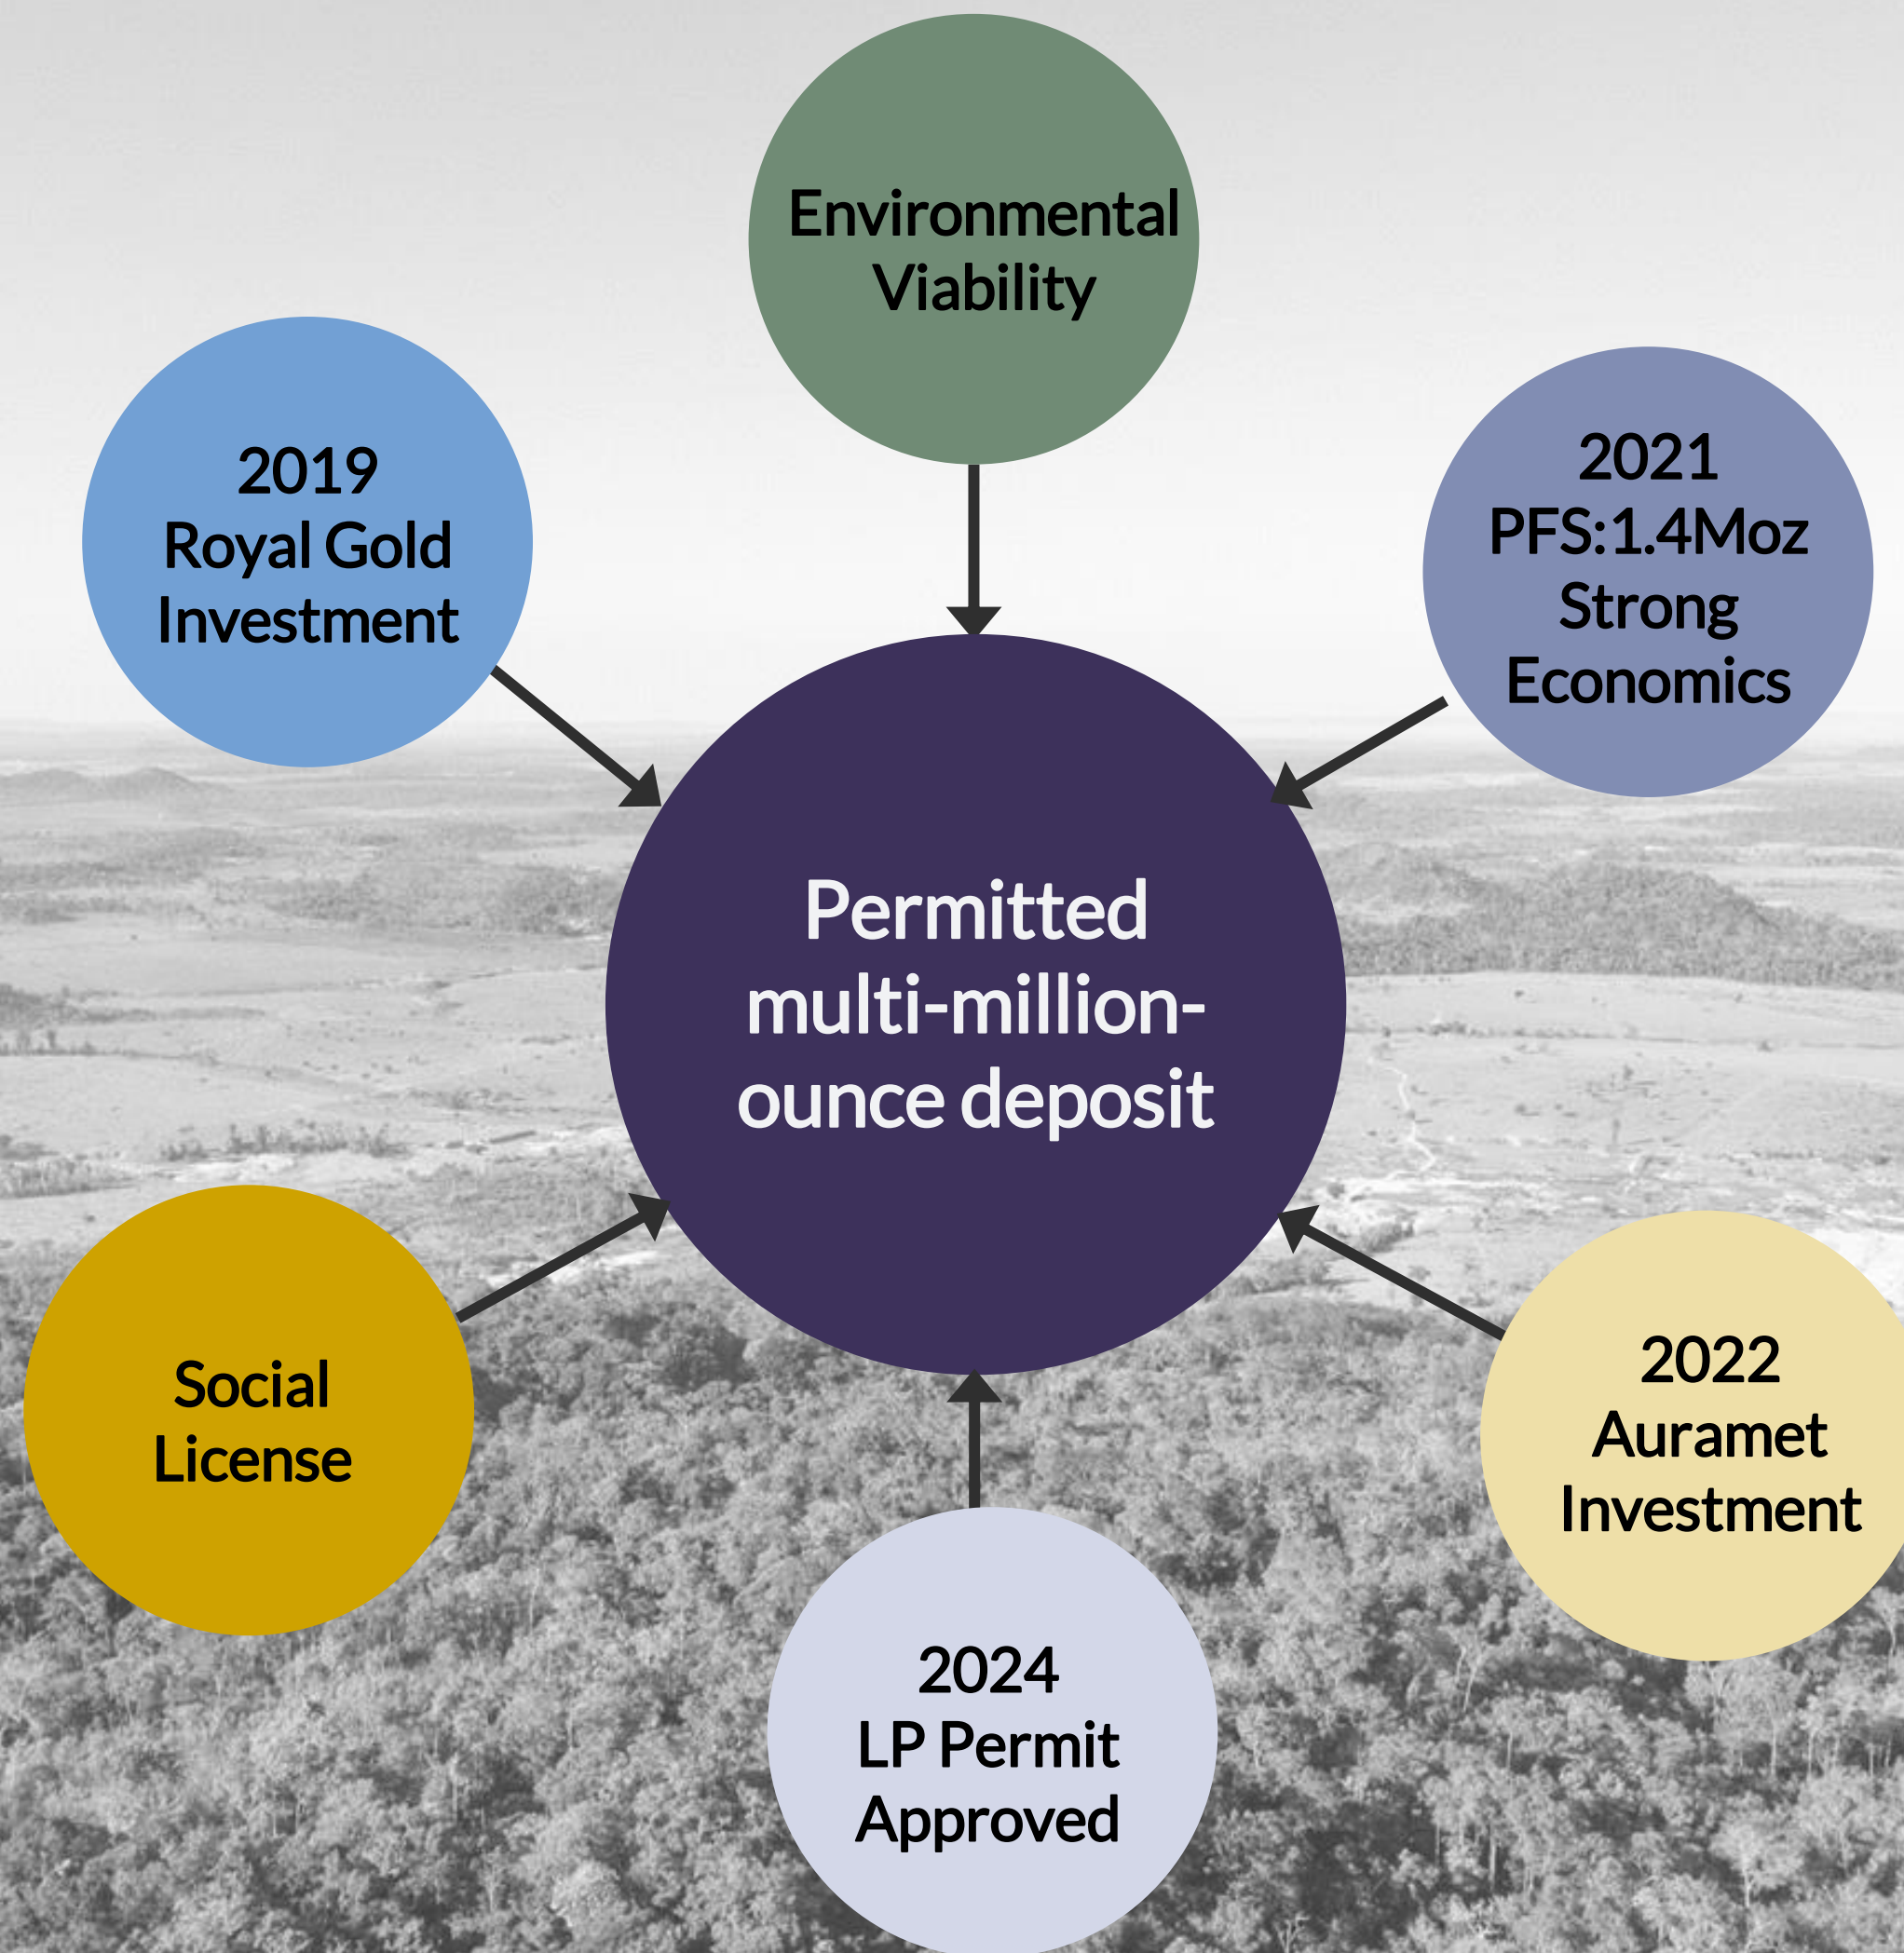 Environmental
Viability
2019
Royal Gold
Investment
2021
PFS:1.4Moz
Strong
Economics
Permitted
multi-million-
ounce deposit
Social
License
2022
Auramet
Investment
2024
LP Permit
Approved